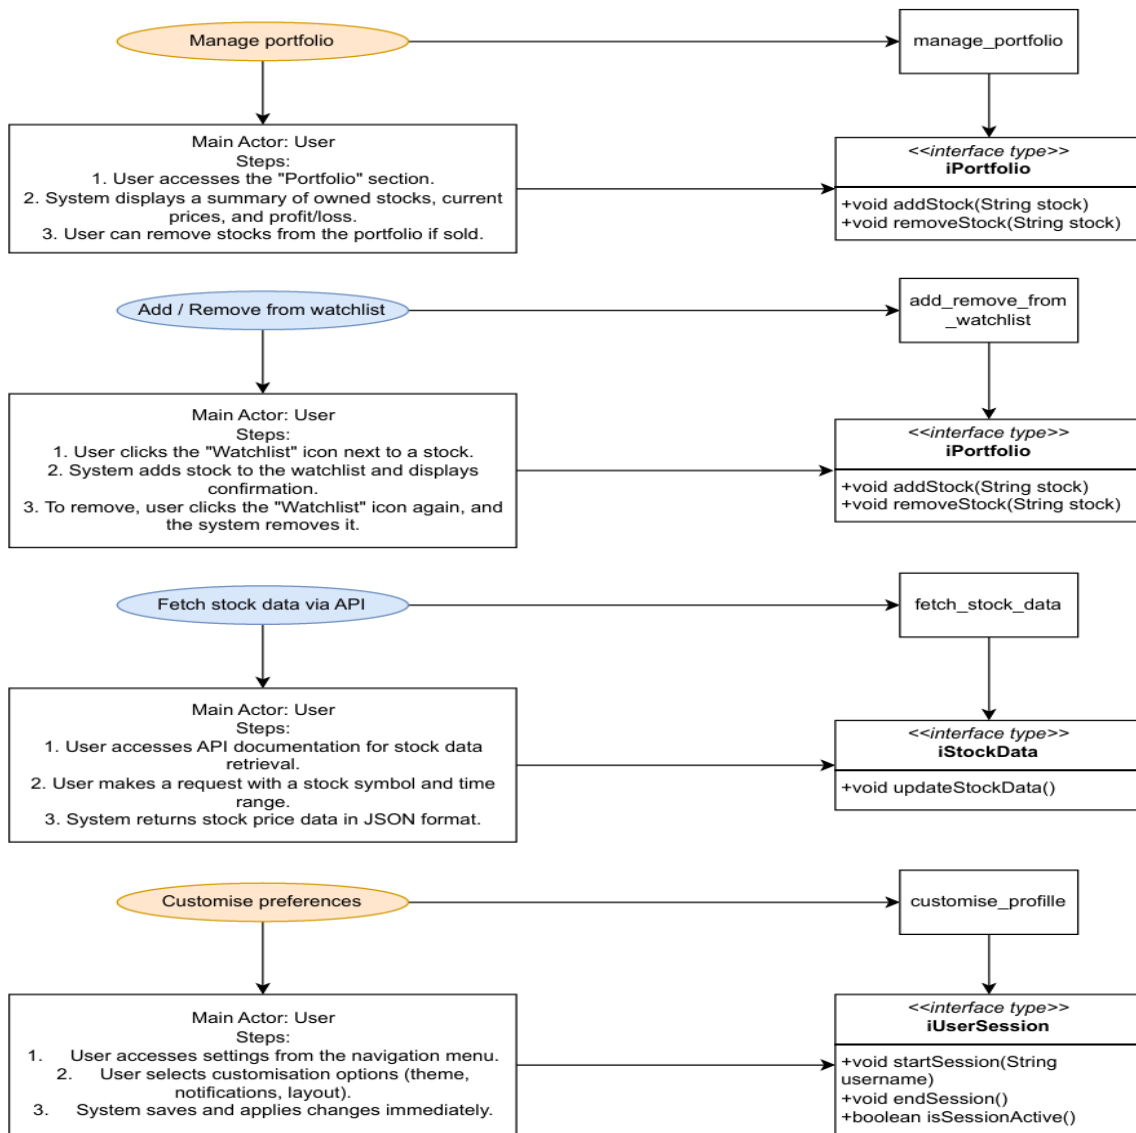 Manage portfolio
manage_portfolio
Main Actor: User
Steps:
1. User accesses the "Portfolio" section.
2. System displays a summary of owned stocks, current
prices, and profit/loss.
3. User can remove stocks from the portfolio if sold.
<<interface type>>
iPortfolio
+void addStock(String stock)
+void removeStock(String stock)
Add / Remove from watchlist
add_remove_from
_watchlist
Main Actor: User
Steps:
1. User clicks the "Watchlist" icon next to a stock.
2. System adds stock to the watchlist and displays
confirmation.
3. To remove, user clicks the "Watchlist" icon again, and
the system removes it.
<<interface type>>
iPortfolio
+void addStock(String stock)
+void removeStock(String stock)
Fetch stock data via API
fetch_stock_data
Main Actor: User
Steps:
1. User accesses API documentation for stock data
retrieval.
2. User makes a request with a stock symbol and time
range.
3. System returns stock price data in JSON format.
<<interface type>>
iStockData
+void updateStockData()
Customise preferences
customise_profille
Main Actor: User
Steps:
1. User accesses settings from the navigation menu.
2. User selects customisation options (theme,
notifications, layout).
3. System saves and applies changes immediately.
<<interface type>>
iUserSession
+void startSession(String
username)
+void endSession()
+boolean isSessionActive()